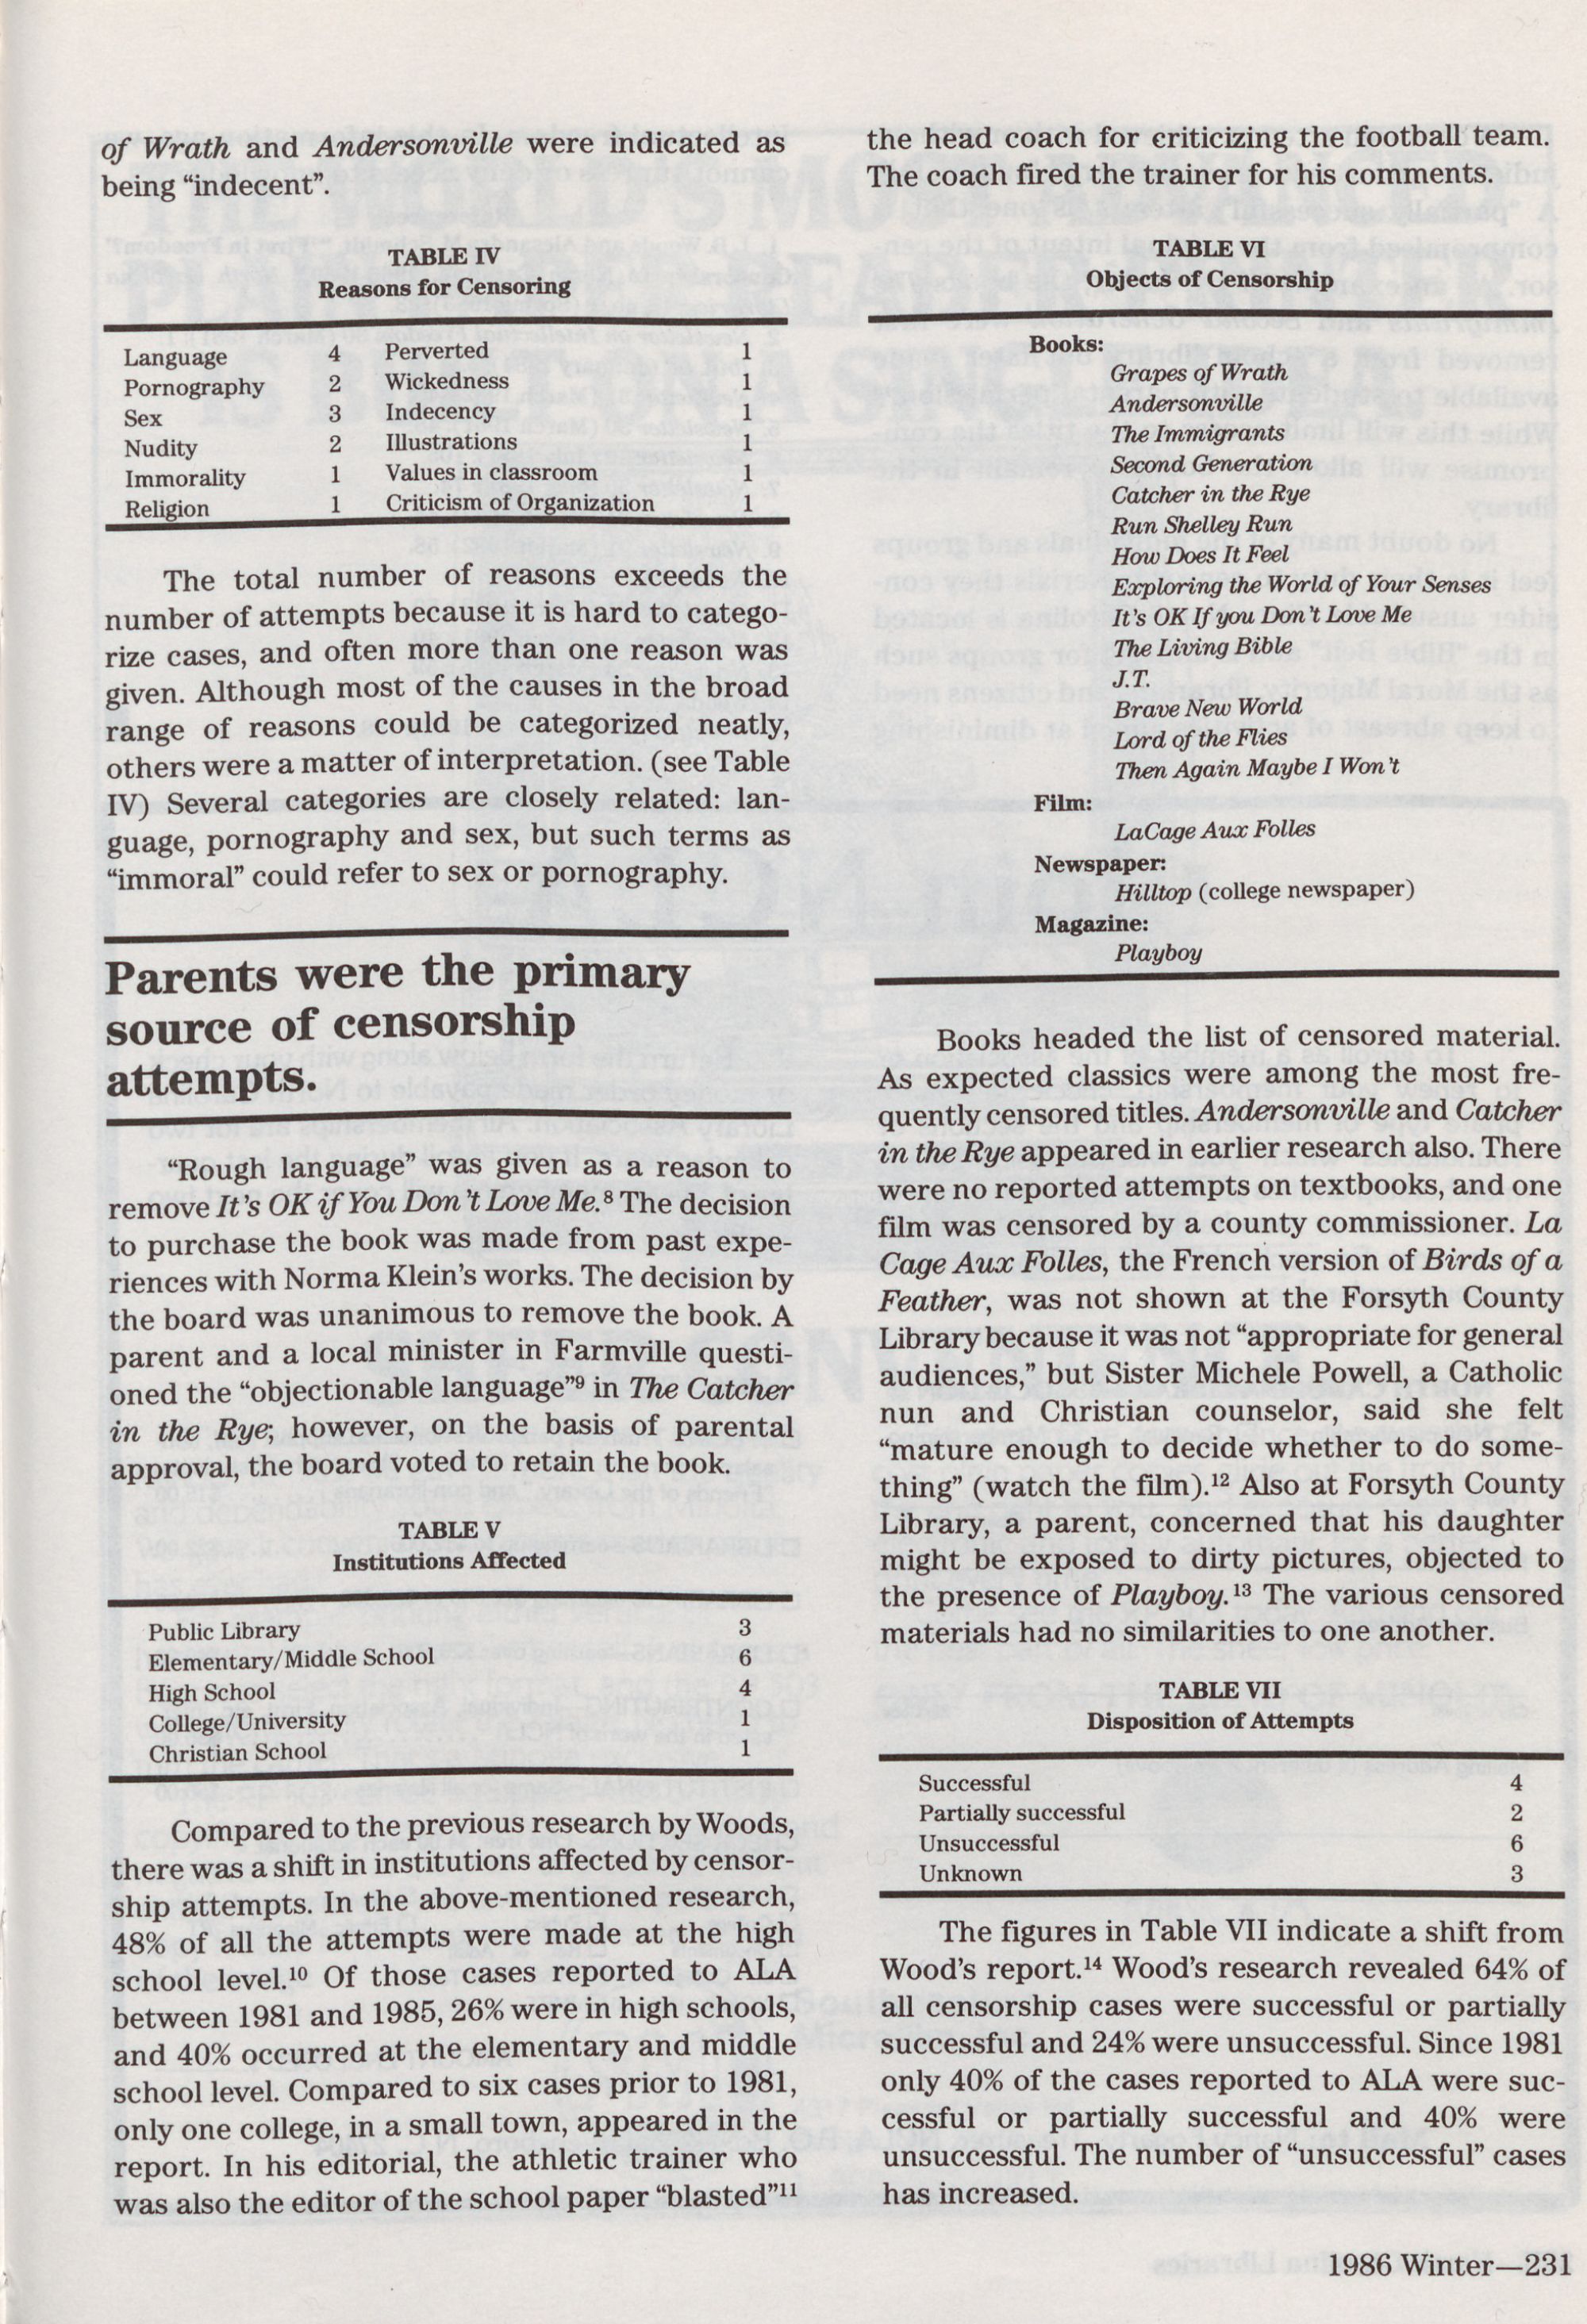 of Wrath and Andersonville were indicated as
being “indecent”.
TABLE IV
Reasons for Censoring
Language 4 Perverted 1
Pornography 2 Wickedness 1
Sex 3 Indecency 1
Nudity 2 Illustrations 1
Immorality 1 Values in classroom 1
Religion 1 Criticism of Organization 1
The total number of reasons exceeds the
number of attempts because it is hard to catego-
rize cases, and often more than one reason was
given. Although most of the causes in the broad
range of reasons could be categorized neatly,
others were a matter of interpretation. (see Table
IV) Several categories are closely related: lan-
guage, pornography and sex, but such terms as
“immoral” could refer to sex or pornography.
Parents were the primary
source of censorship
attempts.
“Rough language” was given as a reason to
remove It's OK if You Don't Love Me.⁸ The decision
to purchase the book was made from past expe-
riences with Norma Klein's works. The decision by
the board was unanimous to remove the book. A
parent and a local minister in Farmville questi-
oned the “objectionable language”⁹ in The Catcher
in the Rye; however, on the basis of parental
approval, the board voted to retain the book.
TABLE V
Institutions Affected
Public Library 3
Elementary/Middle School 6
High School 4
College/University 1
Christian School 1
Compared to the previous research by Woods,
there was a shift in institutions affected by censor-
ship attempts. In the above-mentioned research,
48% of all the attempts were made at the high
school level.¹⁰ Of those cases reported to ALA
between 1981 and 1985, 26% were in high schools,
and 40% occurred at the elementary and middle
school level. Compared to six cases prior to 1981,
only one college, in a small town, appeared in the
report. In his editorial, the athletic trainer who
was also the editor of the school paper “blasted”¹¹
the head coach for criticizing the football team.
The coach fired the trainer for his comments.
TABLE VI
Objects of Censorship
Books:
Grapes of Wrath
Andersonville
The Immigrants
Second Generation
Catcher in the Rye
Run Shelley Run
How Does It Feel
Exploring the World of Your Senses
It's OK If you Don't Love Me
The Living Bible
J.T.
Brave New World
Lord of the Flies
Then Again Maybe I Won't
Film:
LaCage Aux Folles
Newspaper:
Hilltop (college newspaper)
Magazine:
Playboy
Books headed the list of censored material.
As expected classics were among the most fre-
quently censored titles. Andersonville and Catcher
in the Rye appeared in earlier research also. There
were no reported attempts on textbooks, and one
film was censored by a county commissioner. La
Cage Aux Folles, the French version of Birds of a
Feather, was not shown at the Forsyth County
Library because it was not “appropriate for general
audiences,” but Sister Michele Powell, a Catholic
nun and Christian counselor, said she felt
“mature enough to decide whether to do some-
thing” (watch the film).¹² Also at Forsyth County
Library, a parent, concerned that his daughter
might be exposed to dirty pictures, objected to
the presence of Playboy.¹³ The various censored
materials had no similarities to one another.
TABLE VII
Disposition of Attempts
Successful 4
Partially successful 2
Unsuccessful 6
Unknown 3
The figures in Table VII indicate a shift from
Wood's report.¹⁴ Wood's research revealed 64% of
all censorship cases were successful or partially
successful and 24% were unsuccessful. Since 1981
only 40% of the cases reported to ALA were suc-
cessful or partially successful and 40% were
unsuccessful. The number of “unsuccessful” cases
has increased.
1986 Winter—231